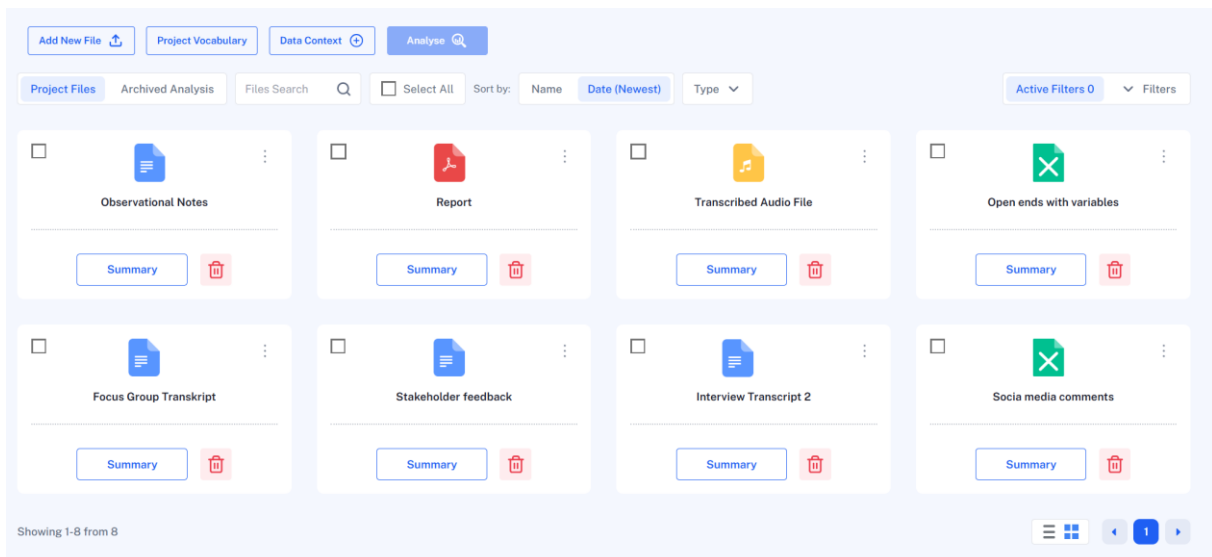 Add New File Project Vocabulary Data Context Analyse
Project Files Archived Analysis Files Search Select All Sort by: Name Date (Newest) Type Active Filters 0 Filters
Observational Notes Report Transcribed Audio File Open ends with variables
Summary Summary Summary Summary
Focus Group Transkript Stakeholder feedback Interview Transcript 2 Socia media comments
Summary Summary Summary Summary
Showing 1-8 from 8 1